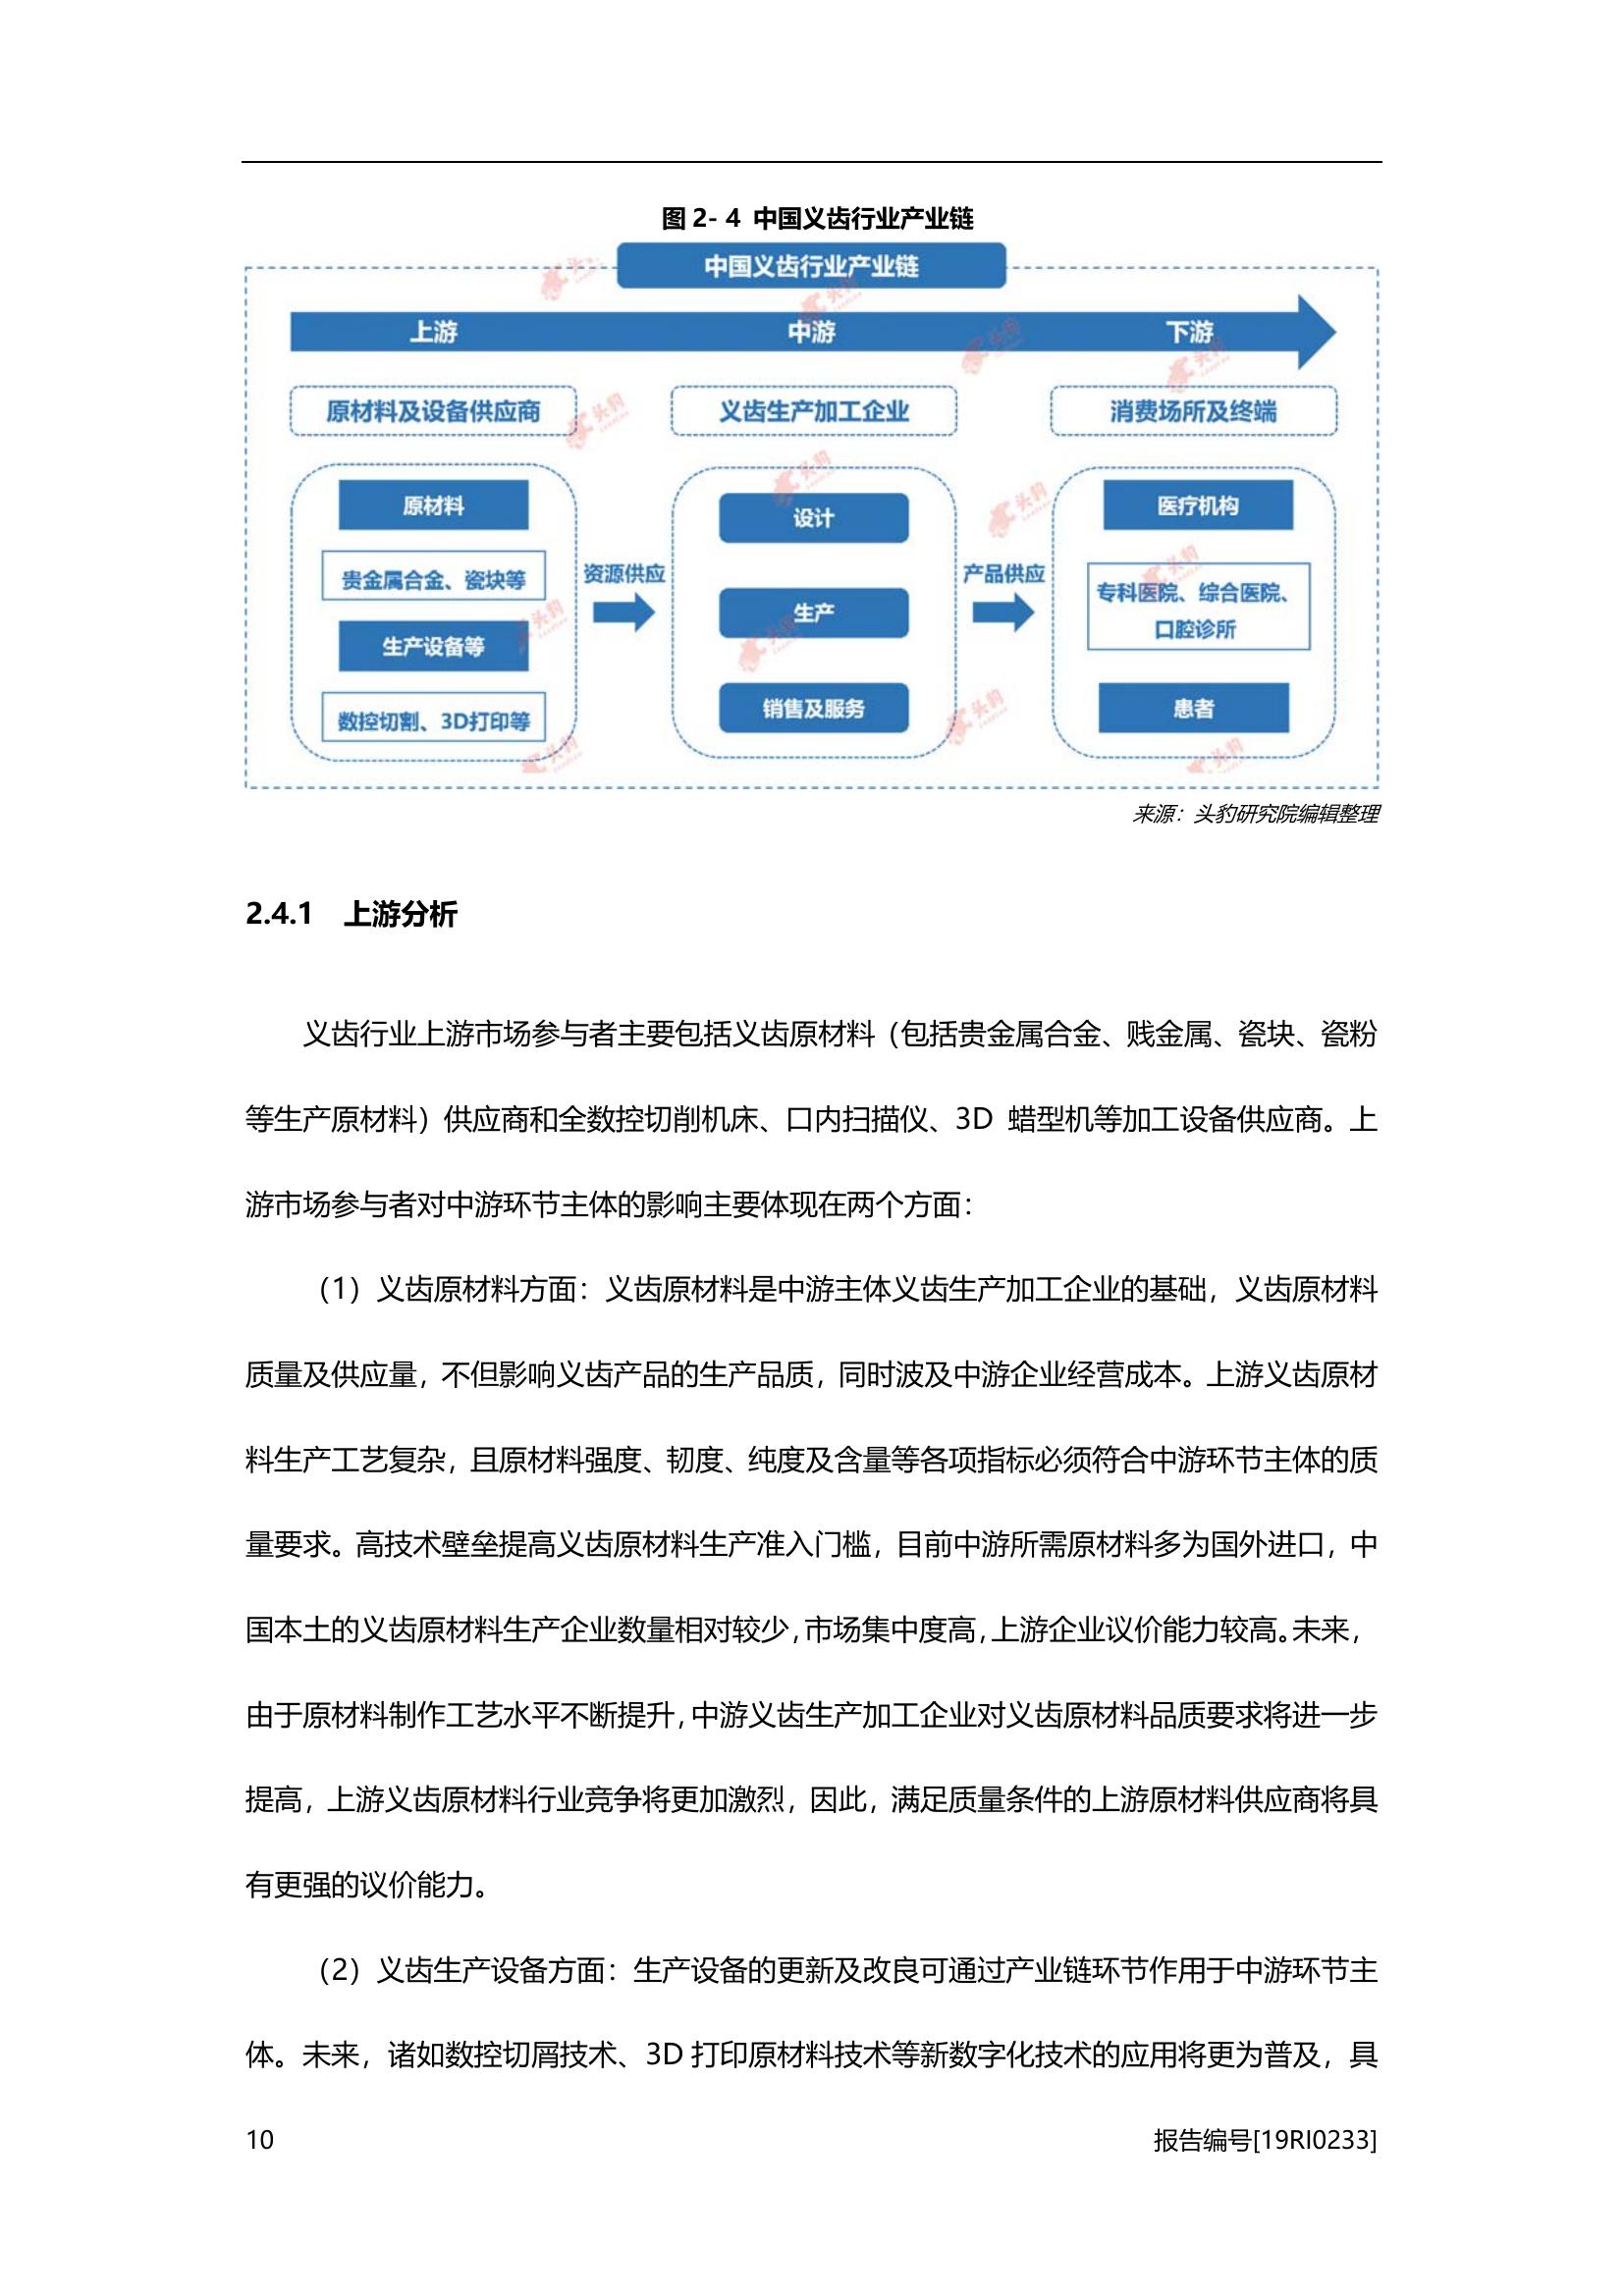 图 2- 4 中国义齿行业产业链
中国义齿行业产业链
上游
中游
下游
原材料及设备供应商
义齿生产加工企业
消费场所及终端
原材料
贵金属合金、瓷块等
生产设备等
数控切割、3D打印等
资源供应
设计
生产
销售及服务
产品供应
医疗机构
专科医院、综合医院、
口腔诊所
患者
头豹
来源：头豹研究院编辑整理
2.4.1 上游分析
义齿行业上游市场参与者主要包括义齿原材料（包括贵金属合金、贱金属、瓷块、瓷粉
等生产原材料）供应商和全数控切削机床、口内扫描仪、3D 蜡型机等加工设备供应商。上
游市场参与者对中游环节主体的影响主要体现在两个方面：
（1）义齿原材料方面：义齿原材料是中游主体义齿生产加工企业的基础，义齿原材料
质量及供应量，不但影响义齿产品的生产品质，同时波及中游企业经营成本。上游义齿原材
料生产工艺复杂，且原材料强度、韧度、纯度及含量等各项指标必须符合中游环节主体的质
量要求。高技术壁垒提高义齿原材料生产准入门槛，目前中游所需原材料多为国外进口，中
国本土的义齿原材料生产企业数量相对较少，市场集中度高，上游企业议价能力较高。未来，
由于原材料制作工艺水平不断提升，中游义齿生产加工企业对义齿原材料品质要求将进一步
提高，上游义齿原材料行业竞争将更加激烈，因此，满足质量条件的上游原材料供应商将具
有更强的议价能力。
（2）义齿生产设备方面：生产设备的更新及改良可通过产业链环节作用于中游环节主
体。未来，诸如数控切屑技术、3D 打印原材料技术等新数字化技术的应用将更为普及，具
10
报告编号[19RI0233]